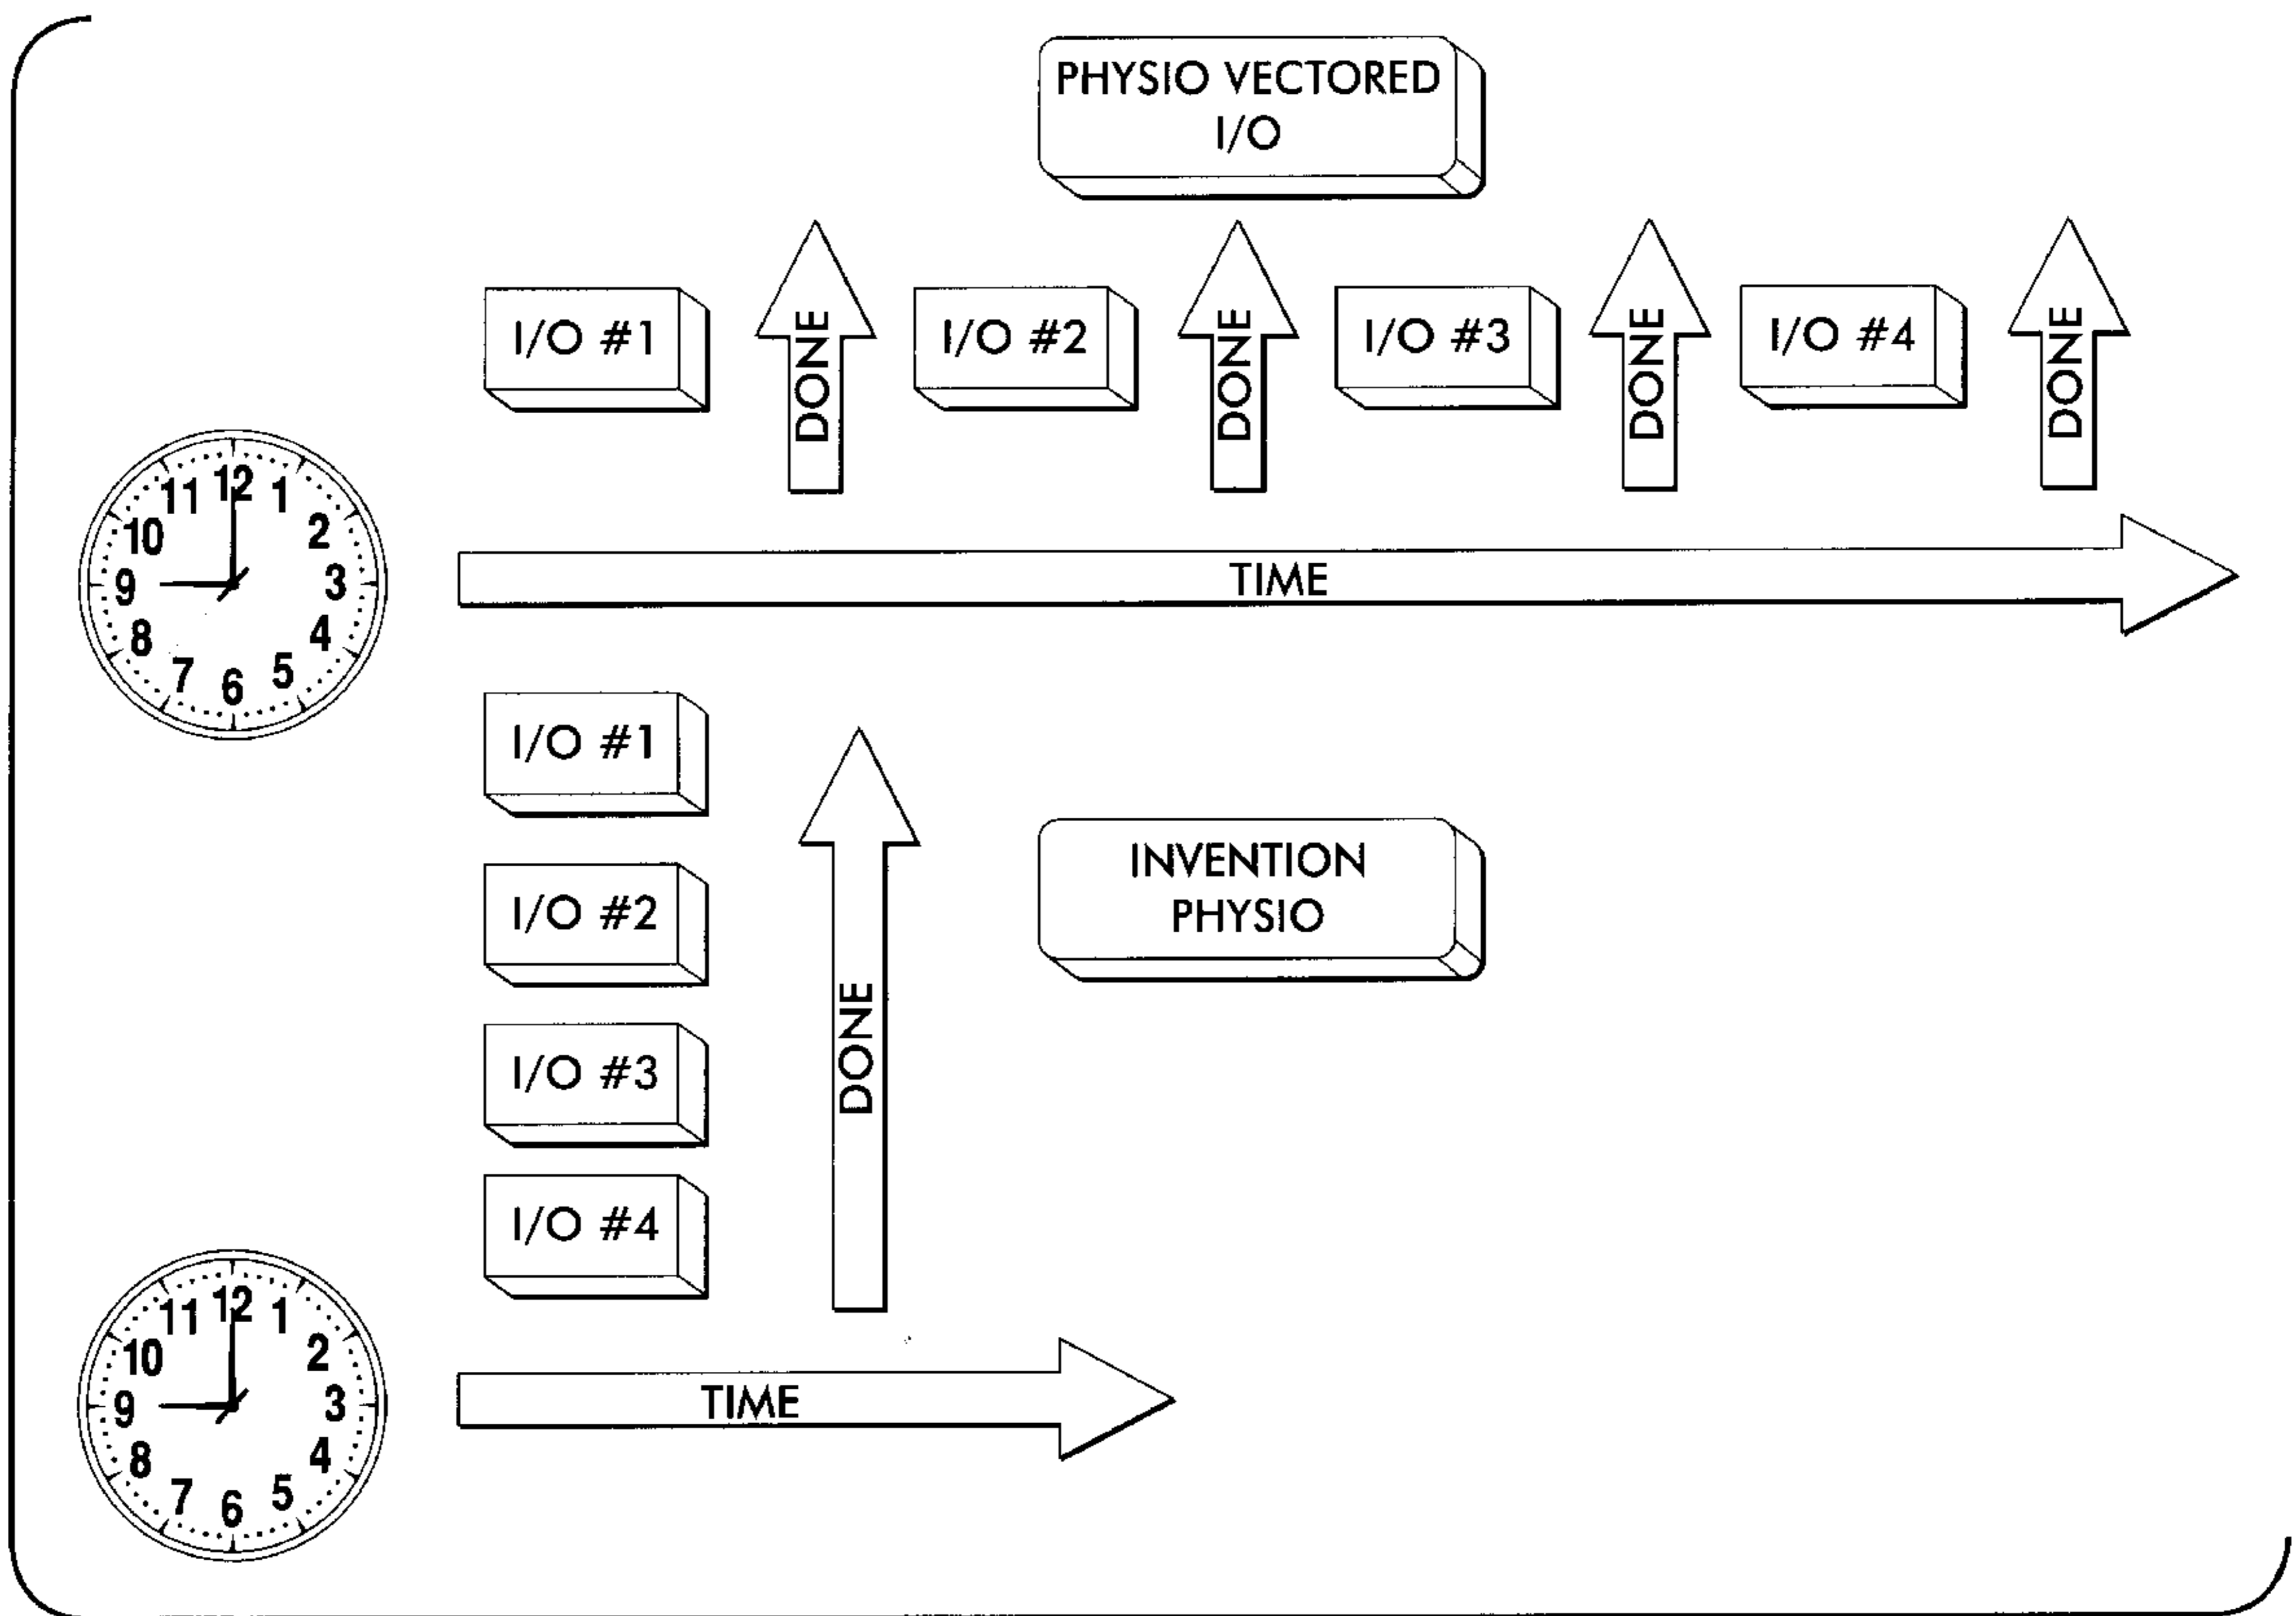 PHYSIO VECTORED
I/O
I/O #1
DONE
I/O #2
DONE
I/O #3
DONE
I/O #4
DONE
11 12 1
10 2
9 3
8 4
7 6 5
TIME
I/O #1
I/O #2
I/O #3
I/O #4
DONE
INVENTION
PHYSIO
11 12 1
10 2
9 3
8 4
7 6 5
TIME